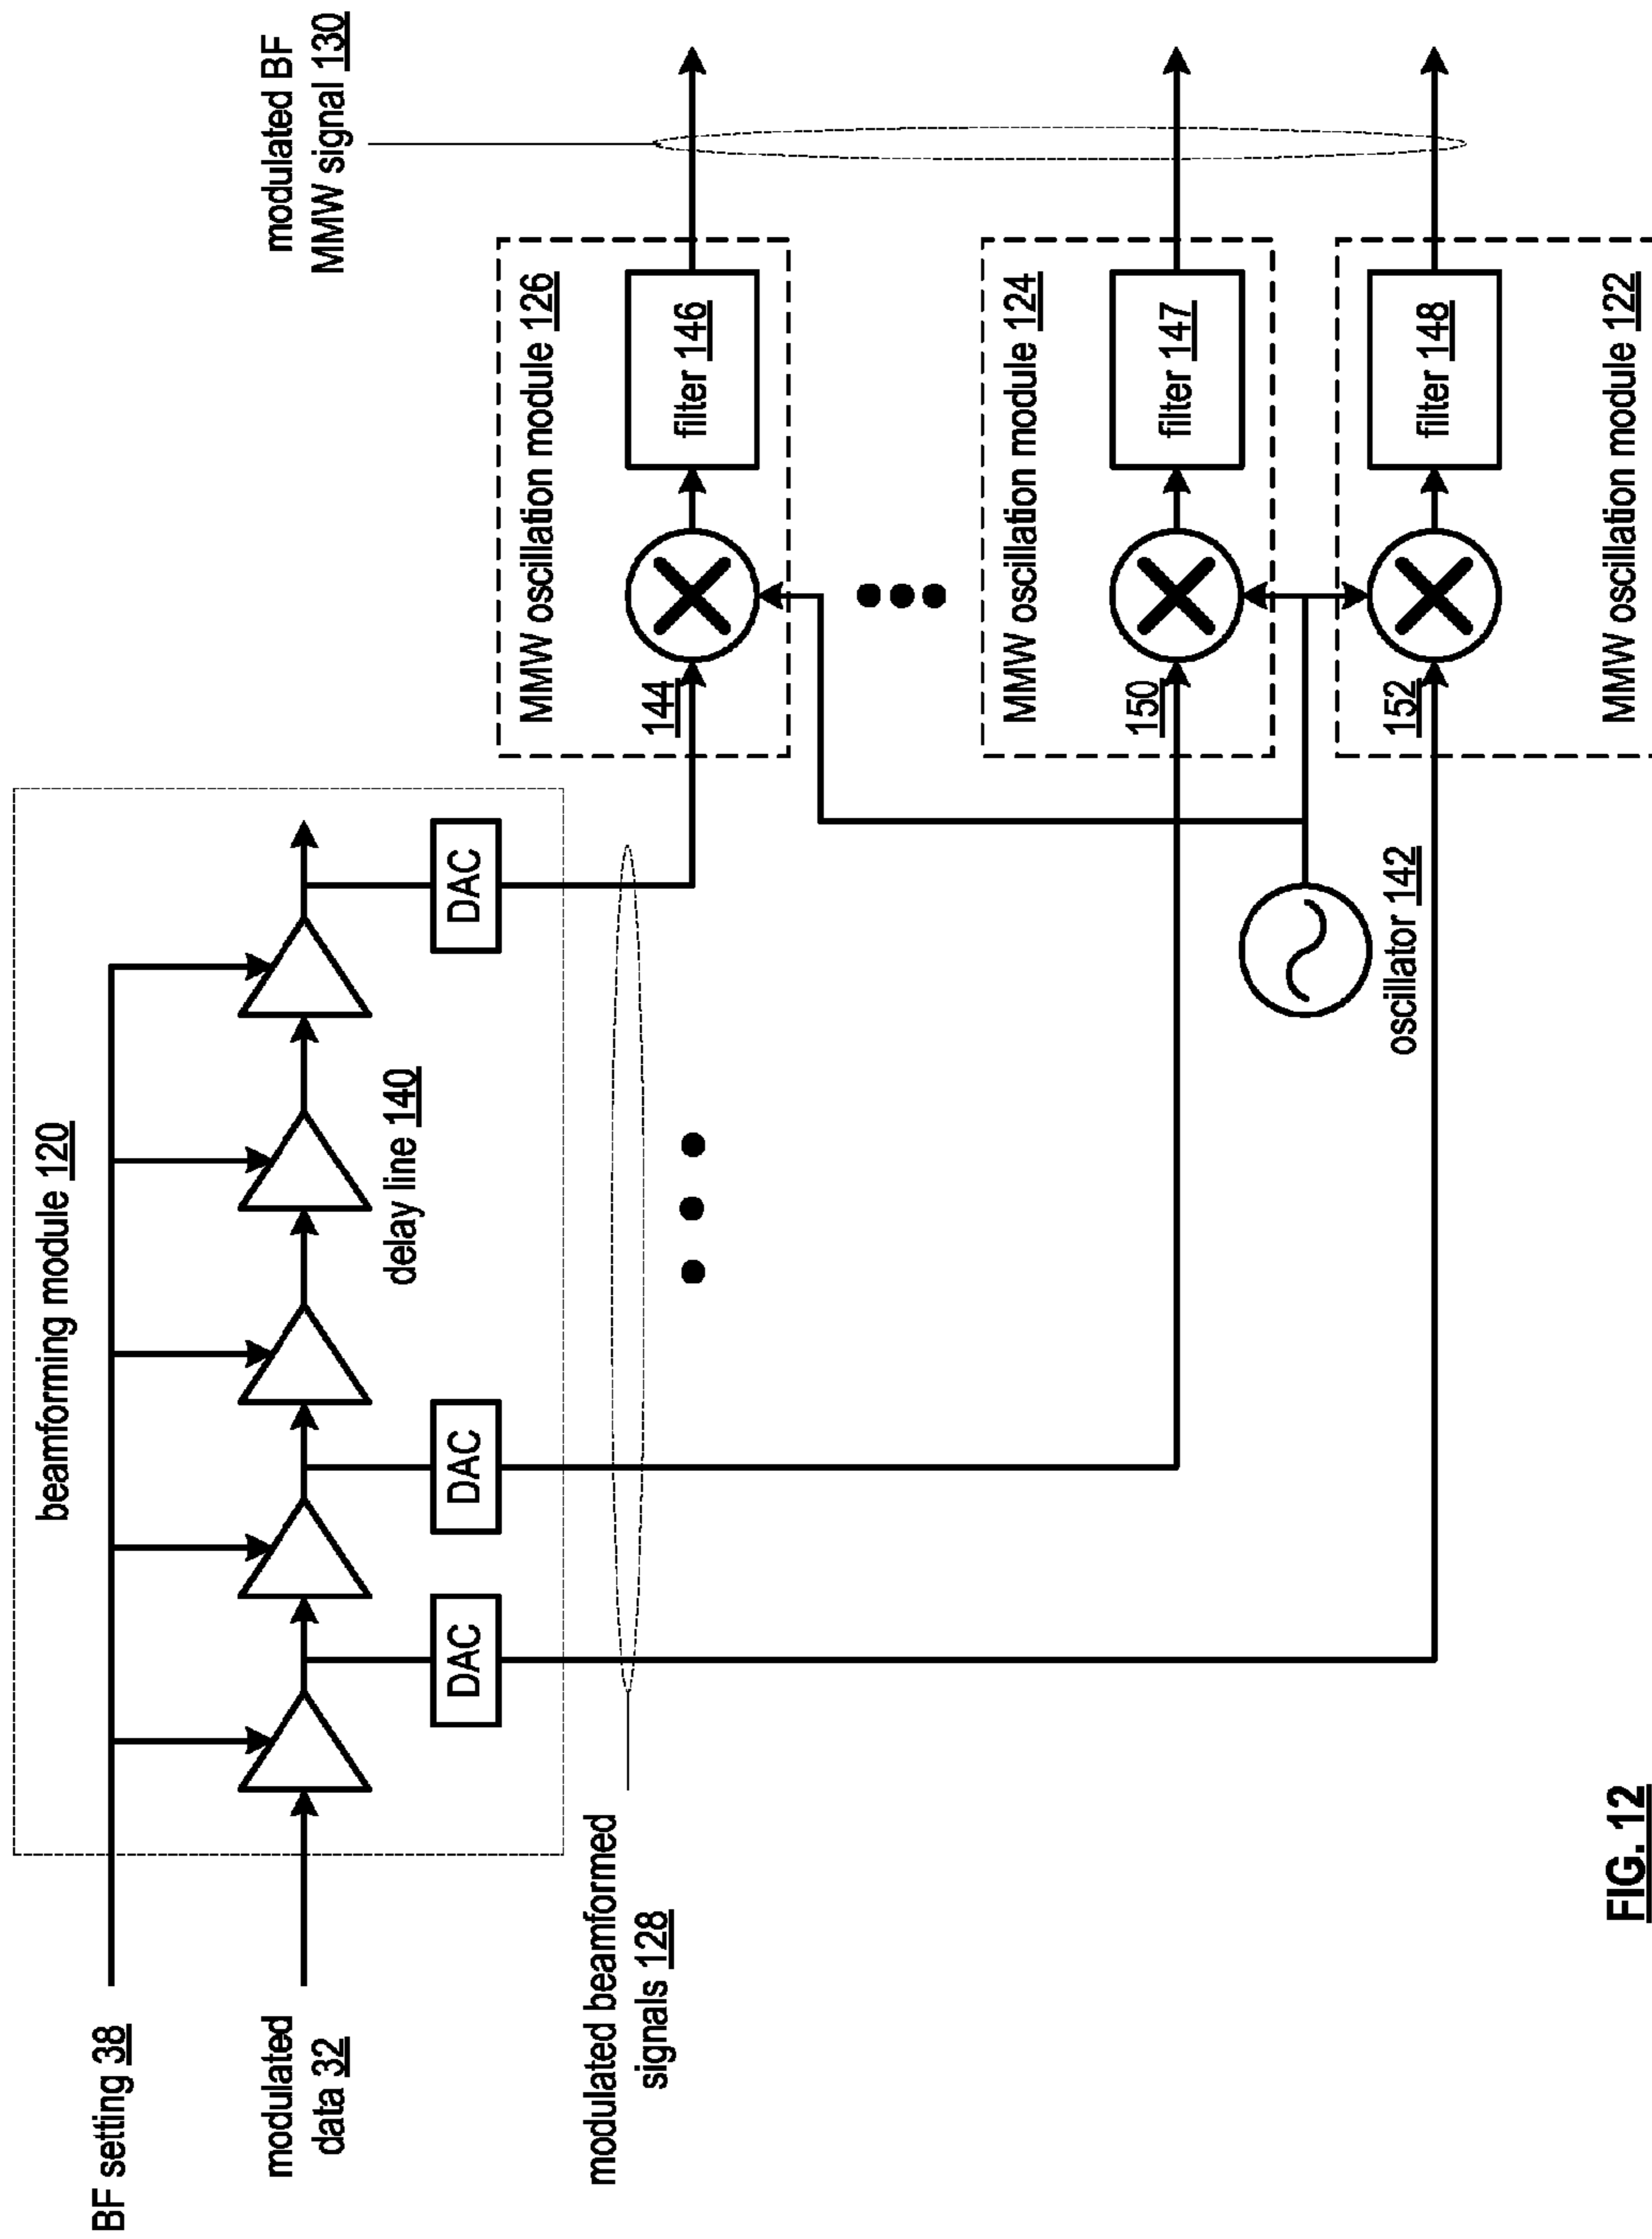 BF setting 38
modulated
data 32
beamforming module 120
delay line 140
DAC
DAC
DAC
modulated beamformed
signals 128
modulated BF
MMW signal 130
MMW oscillation module 126
144
filter 146
MMW oscillation module 124
150
filter 147
152
filter 148
MMW oscillation module 122
oscillator 142
FIG. 12